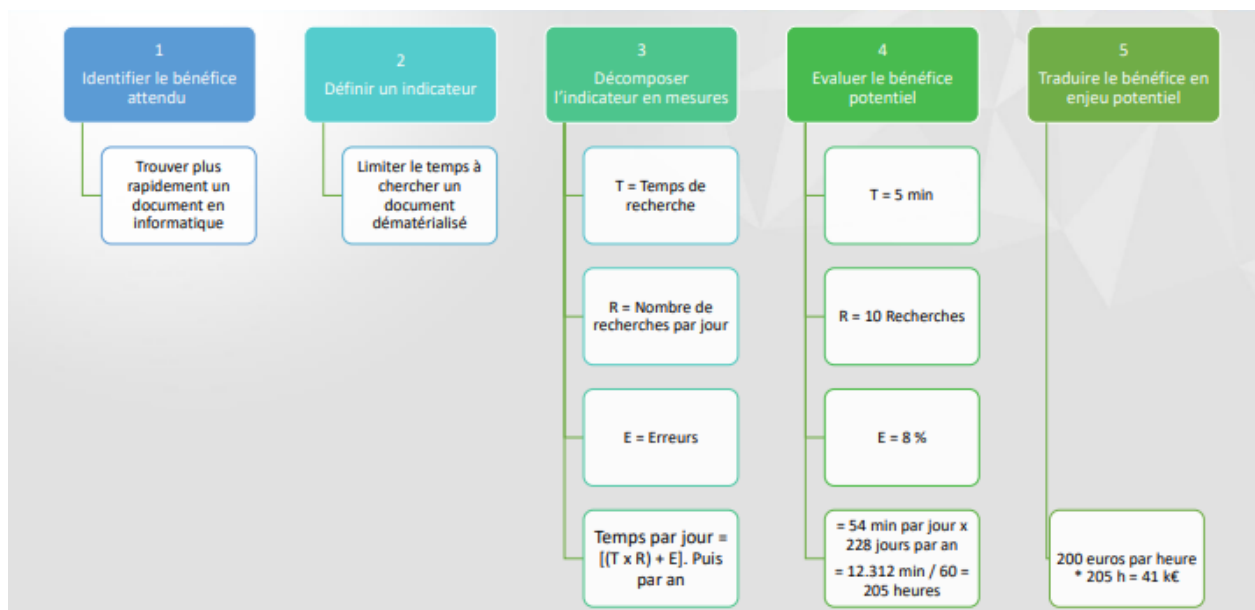 1
Identifier le bénéfice
attendu
Trouver plus
rapidement un
document en
informatique
2
Définir un indicateur
Limiter le temps à
chercher un
document
dématérialisé
3
Décomposer
l'indicateur en mesures
T = Temps de
recherche
R = Nombre de
recherches par jour
E = Erreurs
Temps par jour =
[(T x R) + E]. Puis
par an
4
Evaluer le bénéfice
potentiel
T = 5 min
R = 10 Recherches
E = 8 %
= 54 min par jour x
228 jours par an
= 12.312 min / 60 =
205 heures
5
Traduire le bénéfice en
enjeu potentiel
200 euros par heure
* 205 h = 41 k€